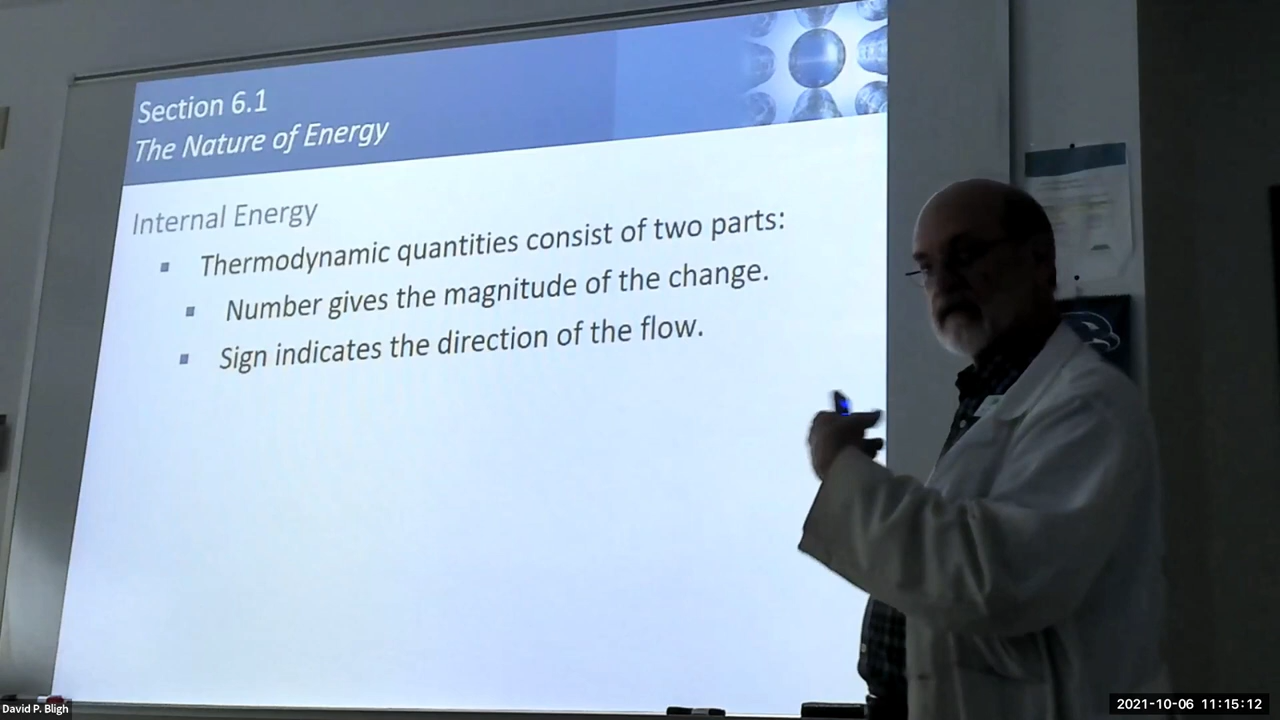 Section 6.1
The Nature of Energy
Internal Energy
Thermodynamic quantities consist of two parts:
Number gives the magnitude of the change.
Sign indicates the direction of the flow.
David P. Bligh
2021-10-06 11:15:12